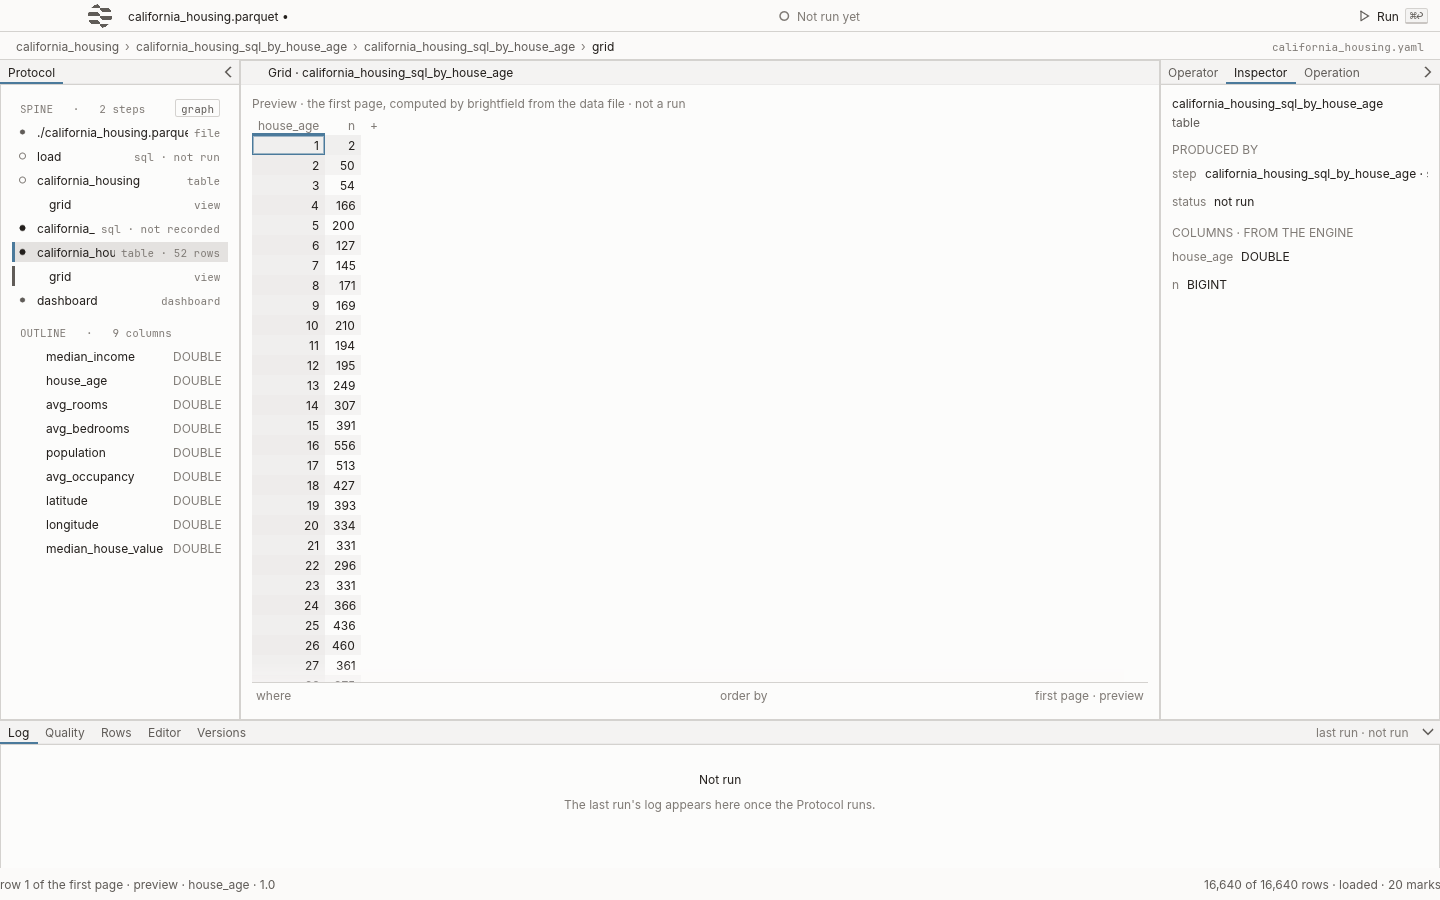 california_housing.parquet •
Not run yet
Run
california_housing › california_housing_sql_by_house_age › california_housing_sql_by_house_age › grid
california_housing.yaml
Protocol
SPINE · 2 steps graph
./california_housing.parque file
load sql · not run
california_housing table
grid view
california_ sql · not recorded
california_hou table · 52 rows
grid view
dashboard dashboard
OUTLINE · 9 columns
median_income DOUBLE
house_age DOUBLE
avg_rooms DOUBLE
avg_bedrooms DOUBLE
population DOUBLE
avg_occupancy DOUBLE
latitude DOUBLE
longitude DOUBLE
median_house_value DOUBLE
Grid · california_housing_sql_by_house_age
Preview · the first page, computed by brightfield from the data file · not a run
house_age n +
1 2
2 50
3 54
4 166
5 200
6 127
7 145
8 171
9 169
10 210
11 194
12 195
13 249
14 307
15 391
16 556
17 513
18 427
19 393
20 334
21 331
22 296
23 331
24 366
25 436
26 460
27 361
where order by first page · preview
Operator Inspector Operation
california_housing_sql_by_house_age
table
PRODUCED BY
step california_housing_sql_by_house_age ·
status not run
COLUMNS · FROM THE ENGINE
house_age DOUBLE
n BIGINT
Log Quality Rows Editor Versions
last run · not run
Not run
The last run's log appears here once the Protocol runs.
row 1 of the first page · preview · house_age · 1.0
16,640 of 16,640 rows · loaded · 20 marks